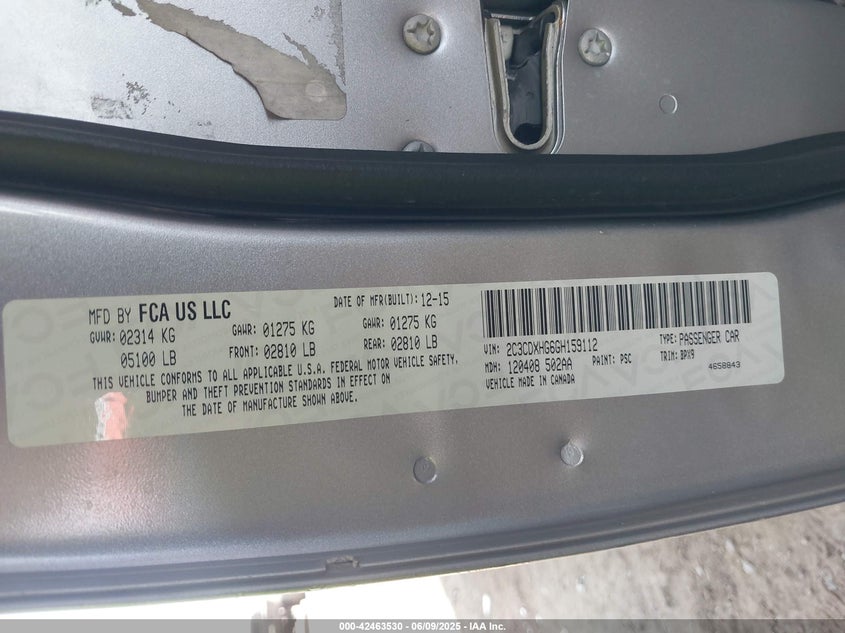 MFD BY FCA US LLC
DATE OF MFR(BUILT): 12-15
GVWR: 02314 KG GAWR: 01275 KG GAWR: 01275 KG
05100 LB FRONT: 02810 LB REAR: 02810 LB
THIS VEHICLE CONFORMS TO ALL APPLICABLE U.S.A. FEDERAL MOTOR VEHICLE SAFETY,
BUMPER AND THEFT PREVENTION STANDARDS IN EFFECT ON
THE DATE OF MANUFACTURE SHOWN ABOVE.
VIN: 2C3CDXHG6GH159112 TYPE: PASSENGER CAR
MDH: 120408 502AA PAINT: PSC TRIM: BPX9
VEHICLE MADE IN CANADA 4658843
000-42463530 - 06/09/2025 - IAA Inc.